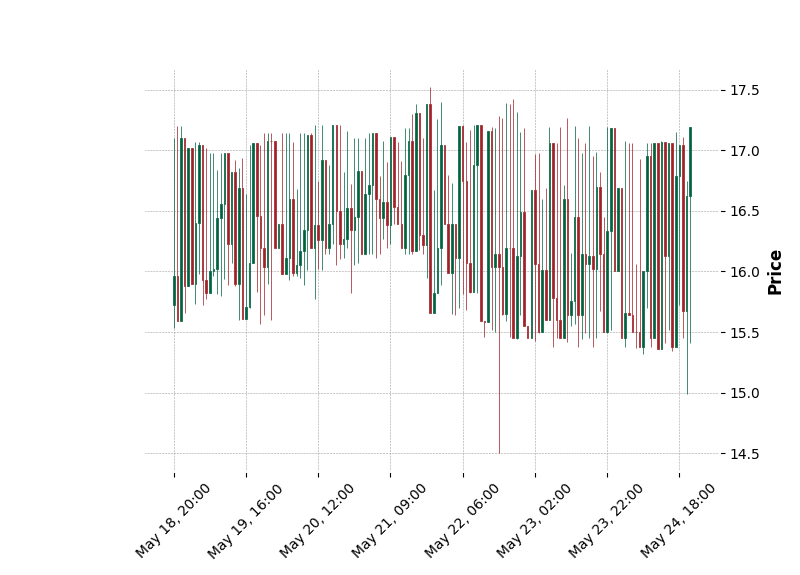 17.5
17.0
16.5
16.0
15.5
15.0
14.5
Price
May 18, 20:00
May 19, 16:00
May 20, 12:00
May 21, 09:00
May 22, 06:00
May 23, 02:00
May 23, 22:00
May 24, 18:00